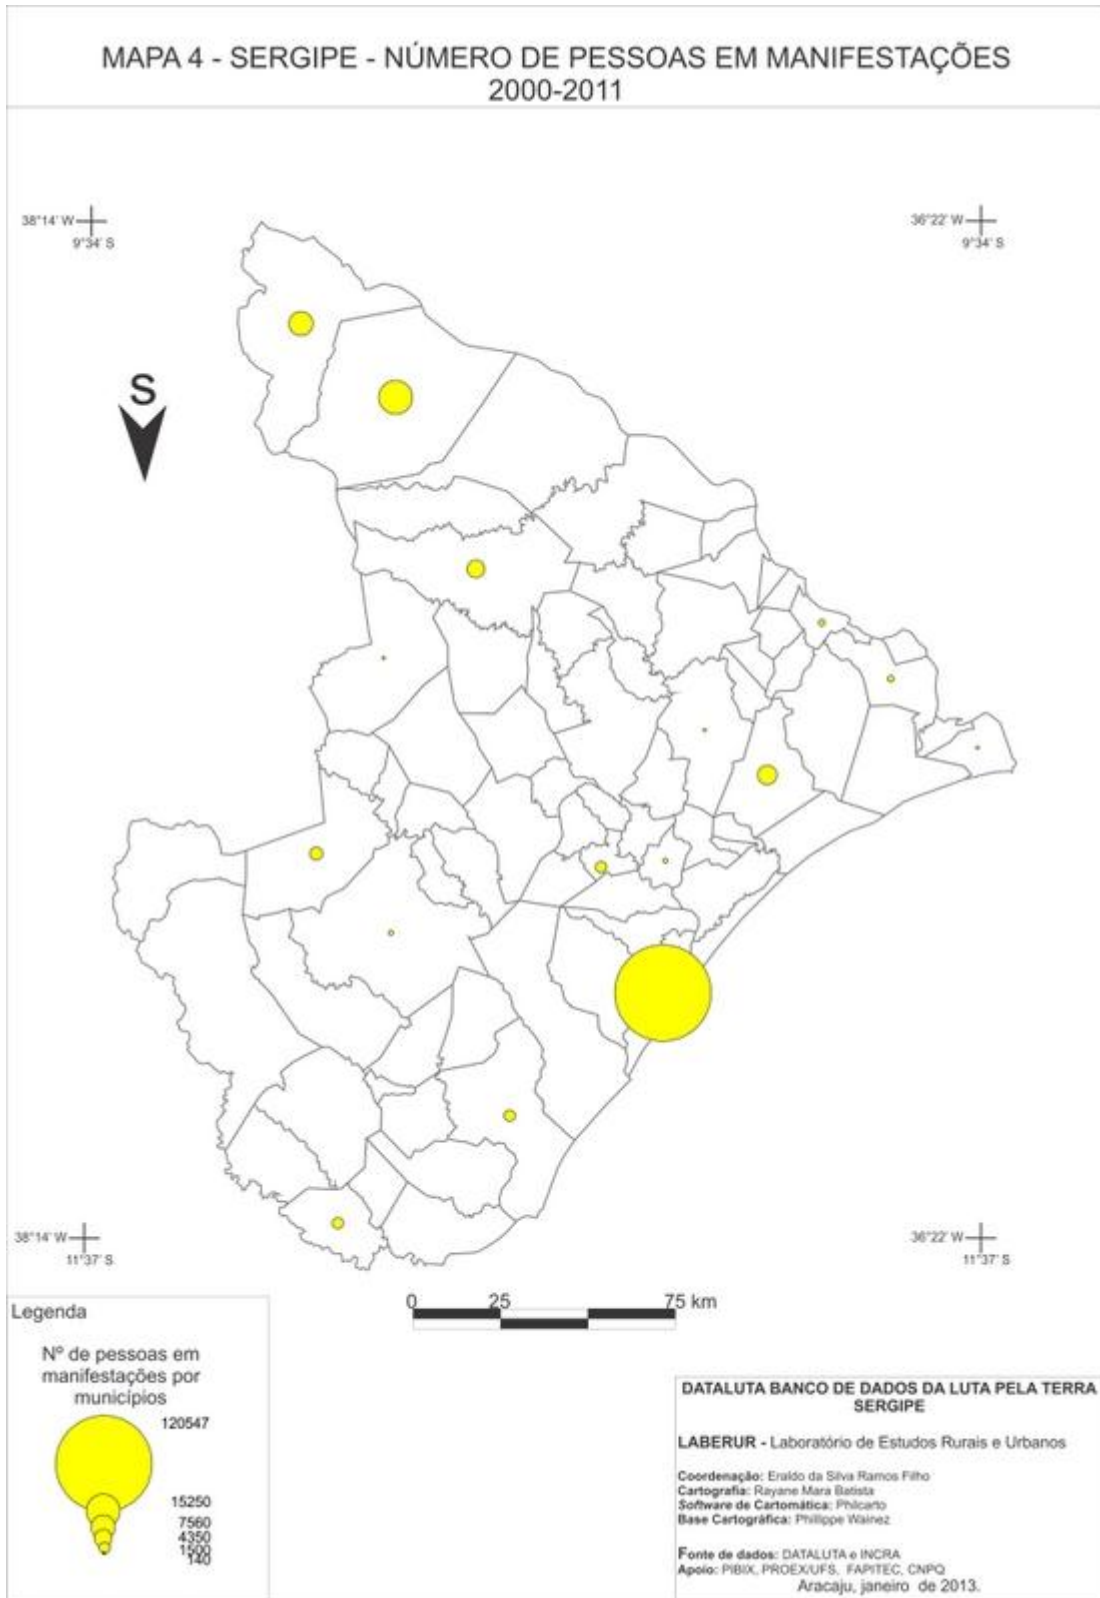 MAPA 4 - SERGIPE - NÚMERO DE PESSOAS EM MANIFESTAÇÕES
2000-2011
38°14' W
9°34' S
36°22' W
9°34' S
S
38°14' W
11°37' S
36°22' W
11°37' S
0 25 75 km
Legenda
Nº de pessoas em
manifestações por
municípios
120547
15250
7560
4350
1500
140
DATALUTA BANCO DE DADOS DA LUTA PELA TERRA
SERGIPE
LABERUR - Laboratório de Estudos Rurais e Urbanos
Coordenação: Eraldo da Silva Ramos Filho
Cartografia: Rayane Mara Batista
Software de Cartomática: Philcarto
Base Cartográfica: Phillippe Wainez
Fonte de dados: DATALUTA e INCRA
Apoio: PIBIX, PROEX/UFS, FAPITEC, CNPQ
Aracaju, janeiro de 2013.